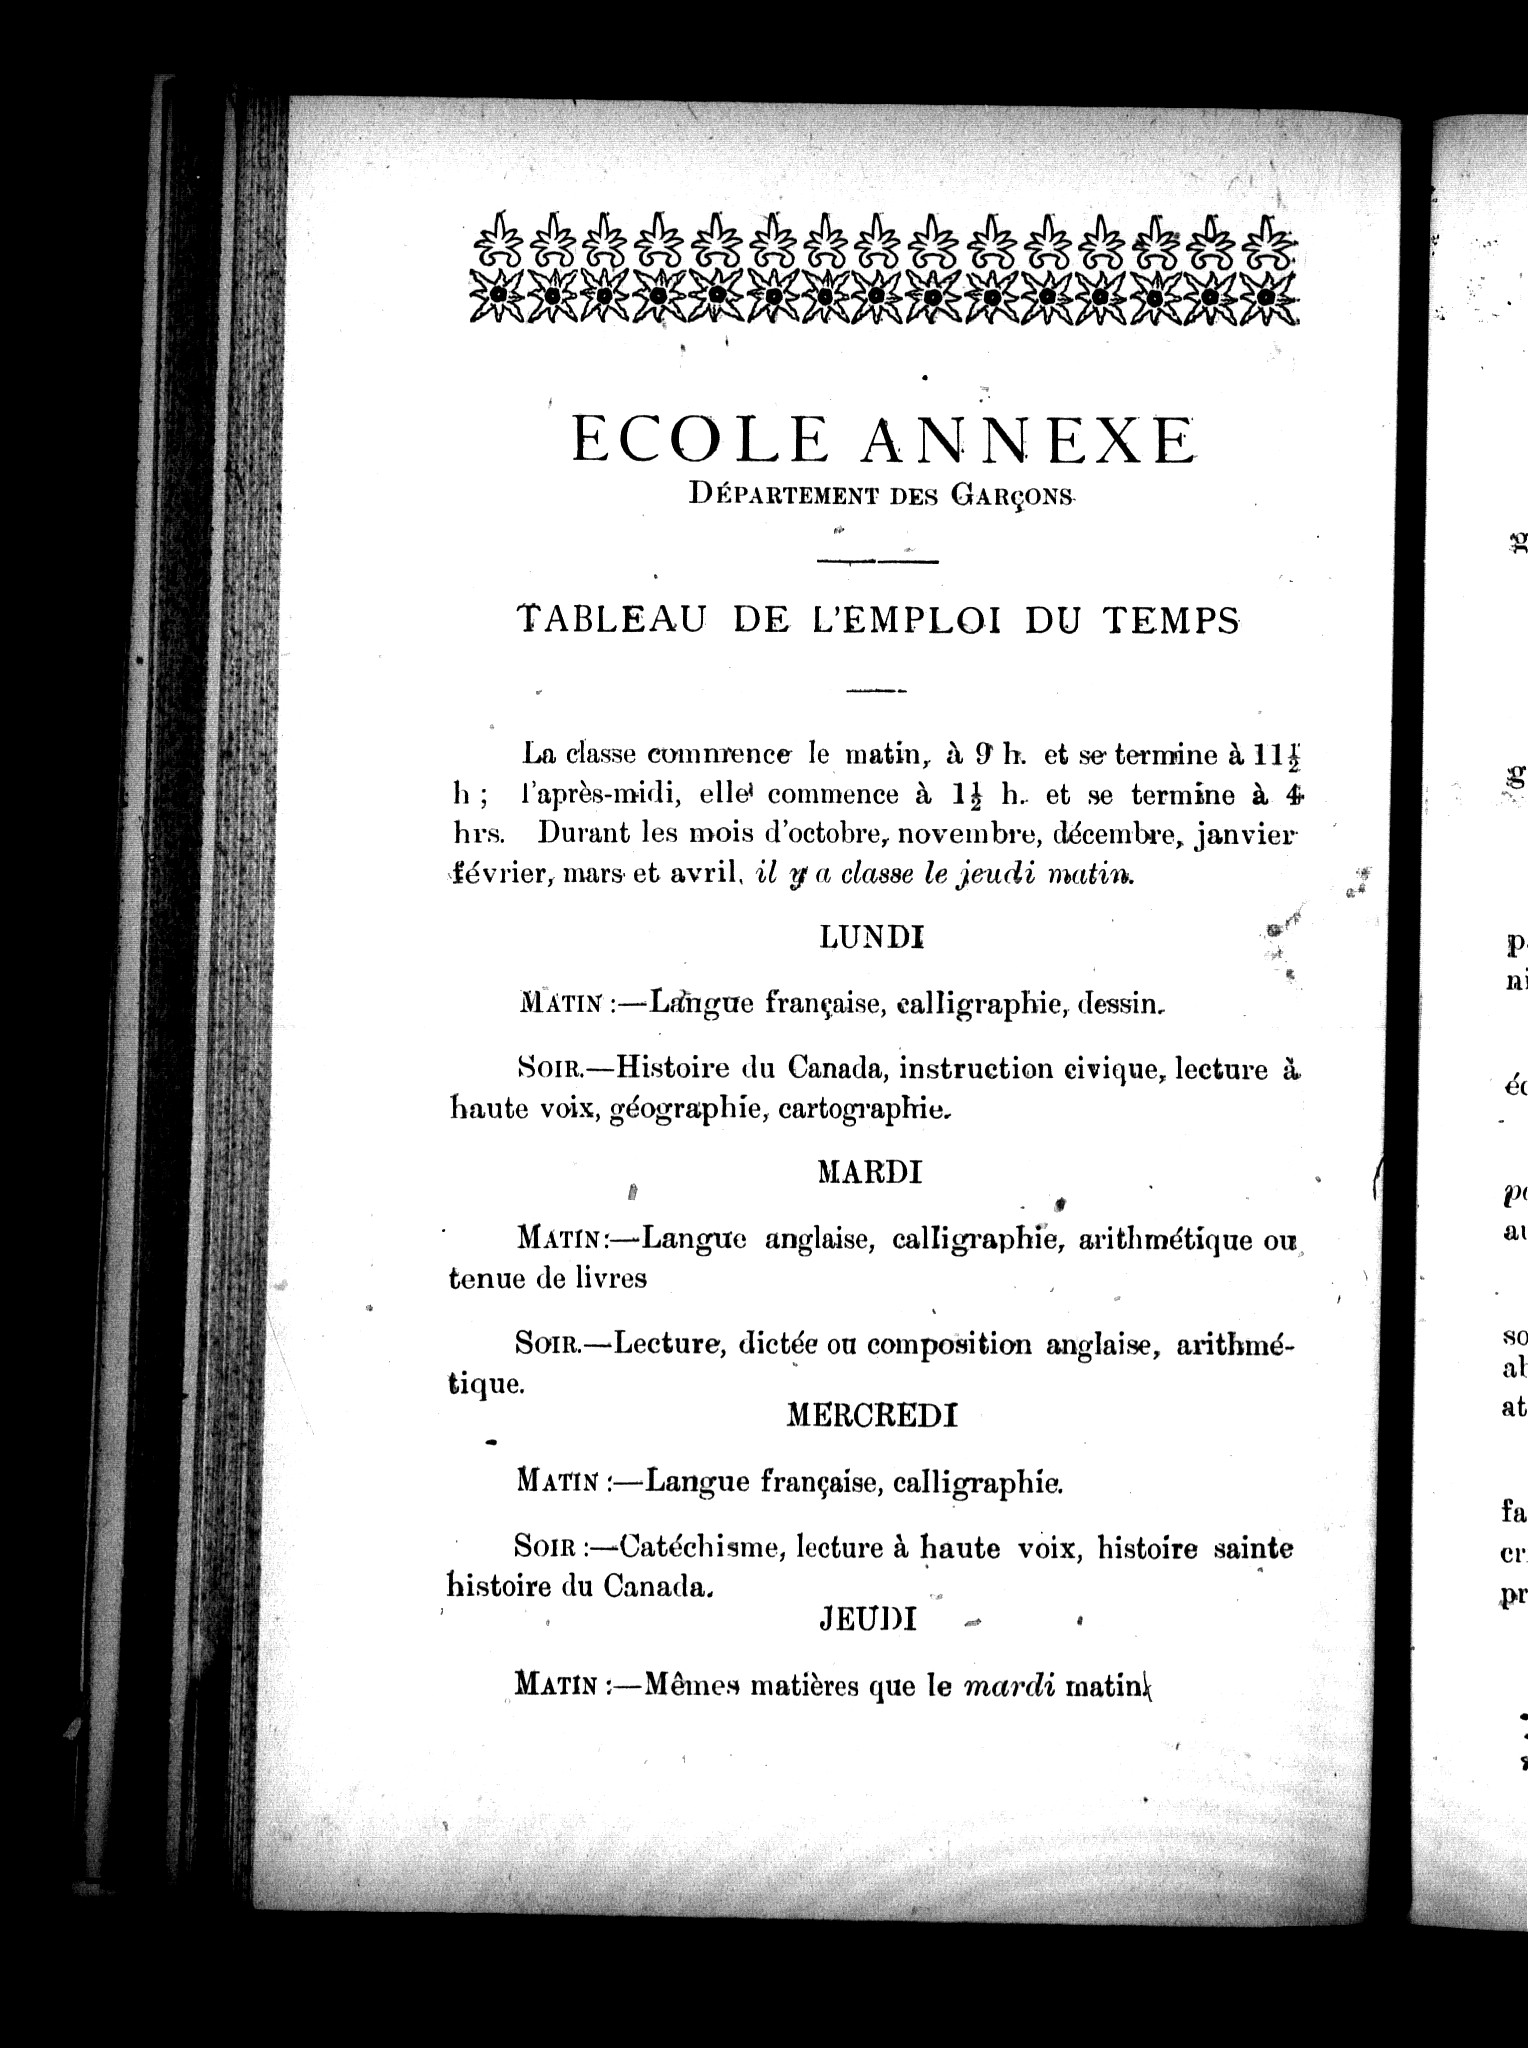 ECOLE ANNEXE
DÉPARTEMENT DES GARÇONS
TABLEAU DE L'EMPLOI DU TEMPS
La classe commence le matin, à 9 h. et se termine à 11½
h ; l'après-midi, elle commence à 1½ h. et se termine à 4
hrs. Durant les mois d'octobre, novembre, décembre, janvier
février, mars et avril, il y a classe le jeudi matin.
LUNDI
MATIN :—Langue française, calligraphie, dessin.
SOIR.—Histoire du Canada, instruction civique, lecture à
haute voix, géographie, cartographie.
MARDI
MATIN:—Langue anglaise, calligraphie, arithmétique ou
tenue de livres
SOIR.—Lecture, dictée ou composition anglaise, arithmé-
tique.
MERCREDI
MATIN :—Langue française, calligraphie.
SOIR :—Catéchisme, lecture à haute voix, histoire sainte
histoire du Canada.
JEUDI
MATIN :—Mêmes matières que le mardi matin